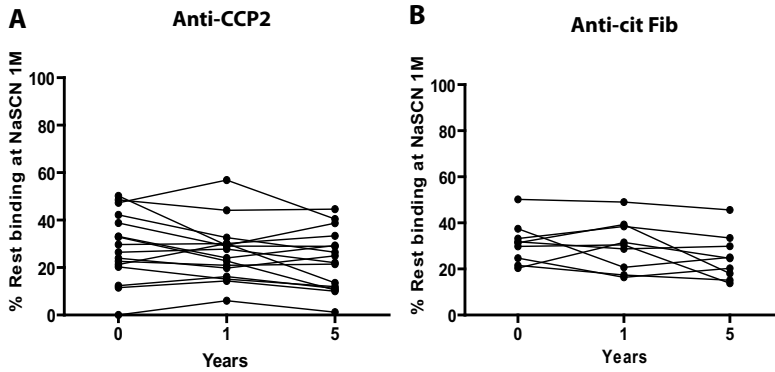 A
Anti-CCP2
% Rest binding at NaSCN 1M
100
80
60
40
20
0
0 1 5
Years
B
Anti-cit Fib
% Rest binding at NaSCN 1M
100
80
60
40
20
0
0 1 5
Years